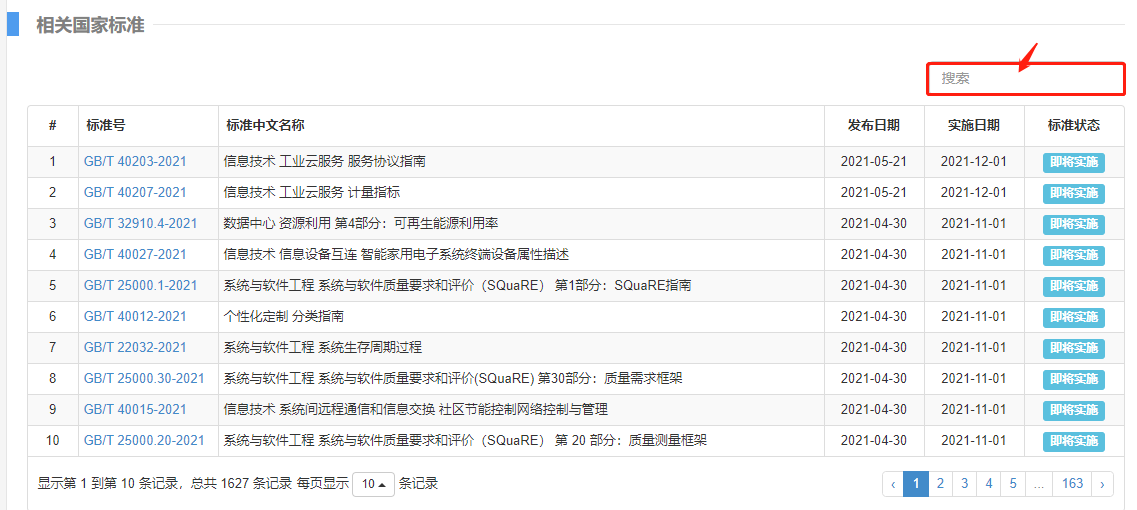 相关国家标准
搜索
# 标准号 标准中文名称 发布日期 实施日期 标准状态
1 GB/T 40203-2021 信息技术 工业云服务 服务协议指南 2021-05-21 2021-12-01 即将实施
2 GB/T 40207-2021 信息技术 工业云服务 计量指标 2021-05-21 2021-12-01 即将实施
3 GB/T 32910.4-2021 数据中心 资源利用 第4部分：可再生能源利用率 2021-04-30 2021-11-01 即将实施
4 GB/T 40027-2021 信息技术 信息设备互连 智能家用电子系统终端设备属性描述 2021-04-30 2021-11-01 即将实施
5 GB/T 25000.1-2021 系统与软件工程 系统与软件质量要求和评价（SQuaRE） 第1部分：SQuaRE指南 2021-04-30 2021-11-01 即将实施
6 GB/T 40012-2021 个性化定制 分类指南 2021-04-30 2021-11-01 即将实施
7 GB/T 22032-2021 系统与软件工程 系统生存周期过程 2021-04-30 2021-11-01 即将实施
8 GB/T 25000.30-2021 系统与软件工程 系统与软件质量要求和评价(SQuaRE) 第30部分：质量需求框架 2021-04-30 2021-11-01 即将实施
9 GB/T 40015-2021 信息技术 系统间远程通信和信息交换 社区节能控制网络控制与管理 2021-04-30 2021-11-01 即将实施
10 GB/T 25000.20-2021 系统与软件工程 系统与软件质量要求和评价（SQuaRE） 第 20 部分：质量测量框架 2021-04-30 2021-11-01 即将实施
显示第 1 到第 10 条记录，总共 1627 条记录 每页显示 10 条记录 ‹ 1 2 3 4 5 ... 163 ›